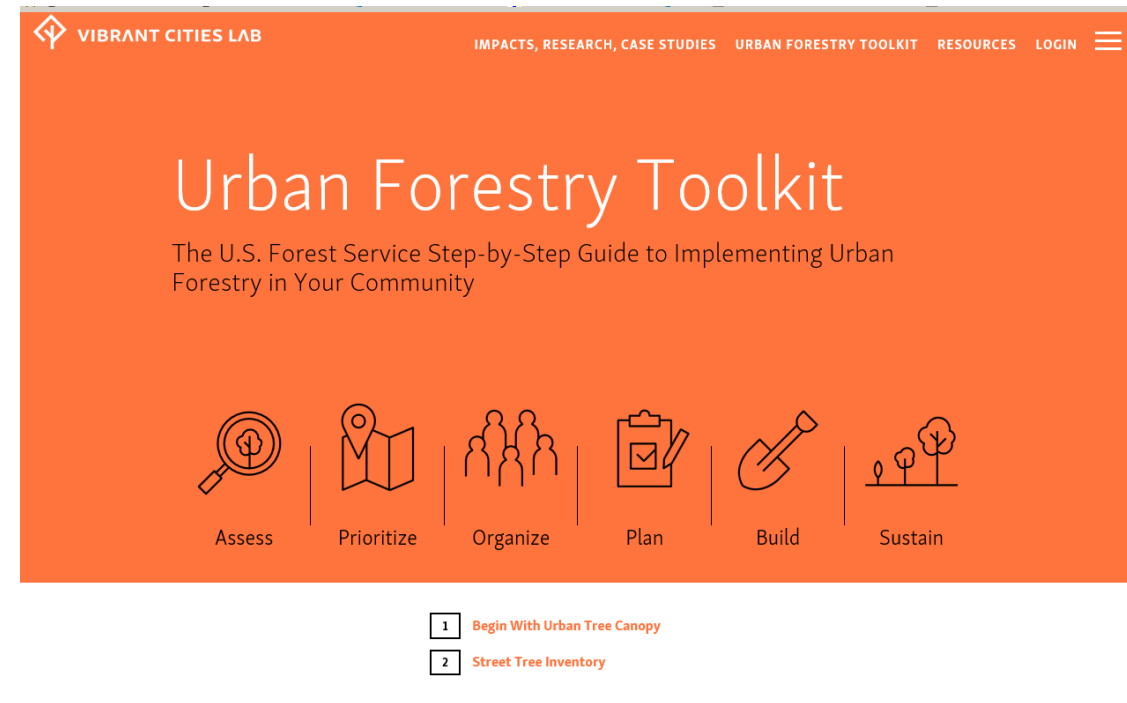 VIBRANT CITIES LAB
IMPACTS, RESEARCH, CASE STUDIES URBAN FORESTRY TOOLKIT RESOURCES LOGIN
Urban Forestry Toolkit
The U.S. Forest Service Step-by-Step Guide to Implementing Urban
Forestry in Your Community
Assess Prioritize Organize Plan Build Sustain
1 Begin With Urban Tree Canopy
2 Street Tree Inventory